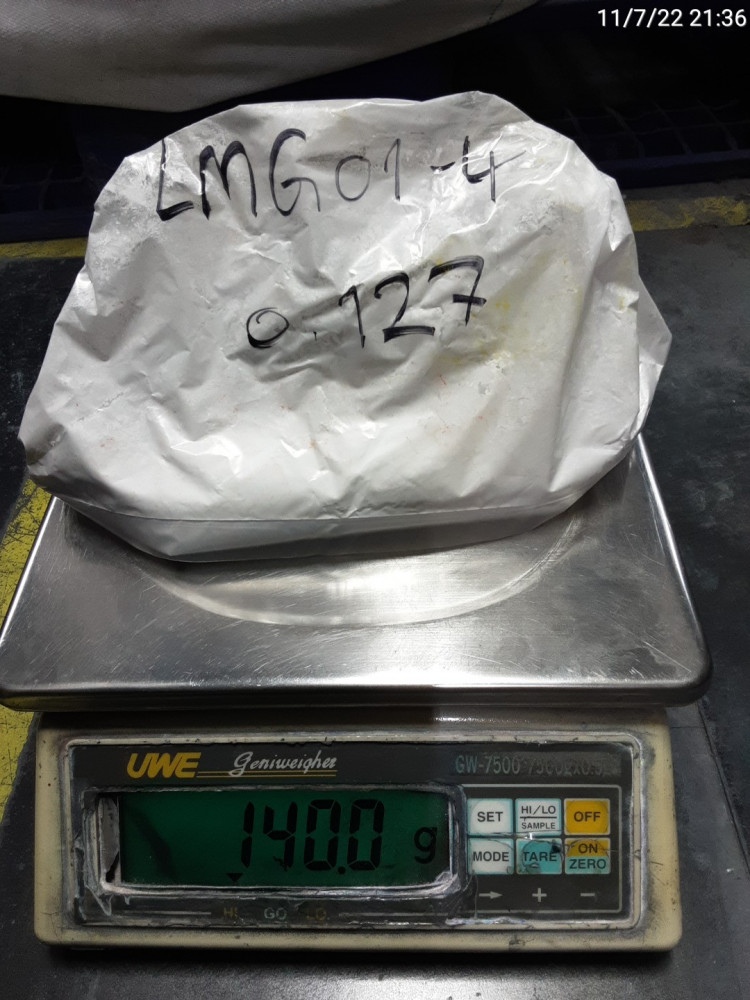 11/7/22 21:36
LMG01-4
0.127
UWE Geniweigher
GW-7500
140.0 g
SET HI/LO SAMPLE OFF
MODE TARE ON ZERO
→ + −
HI GO LO